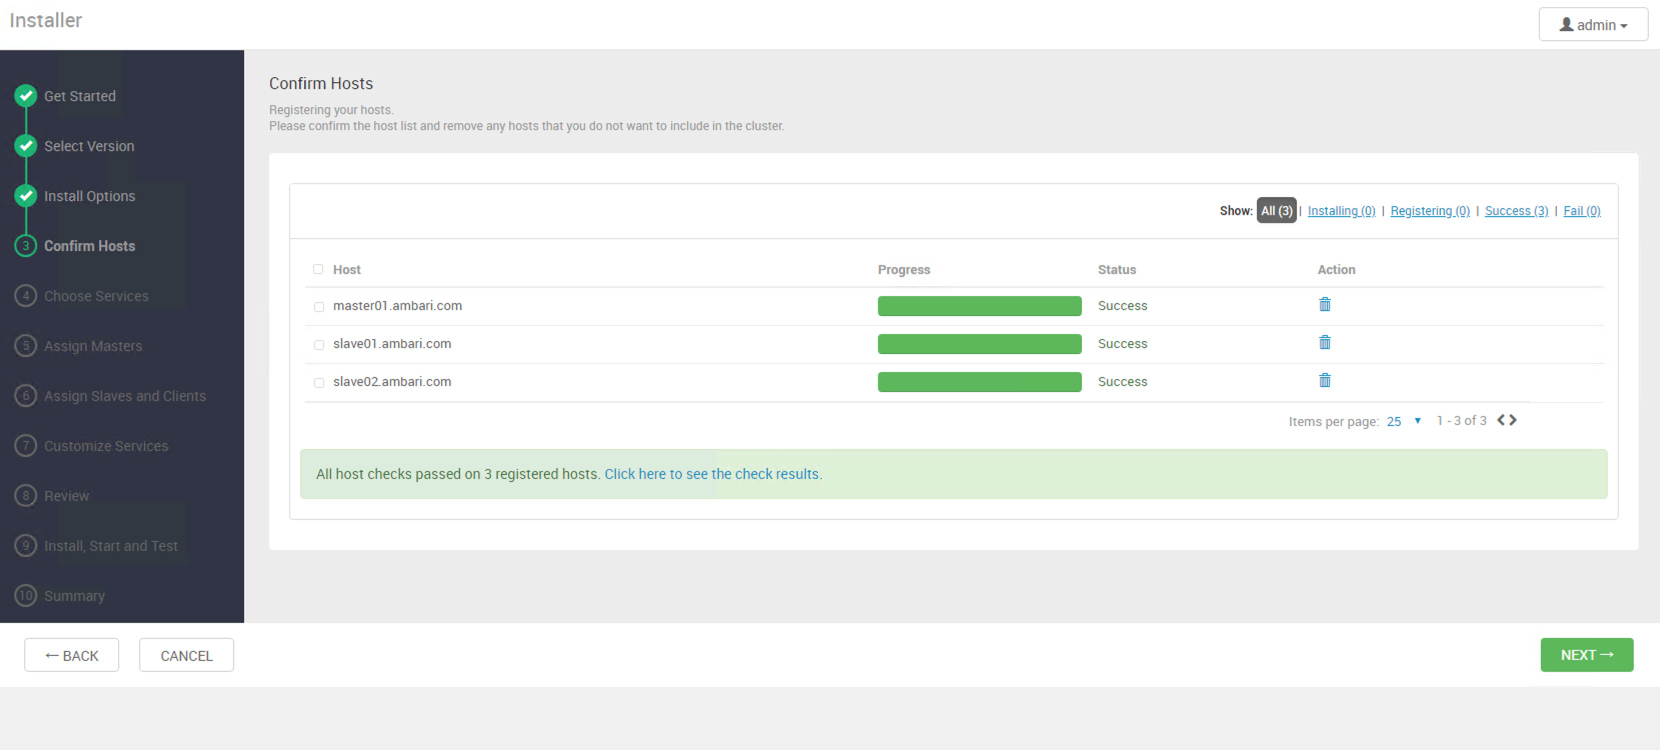 Installer
admin
Get Started
Select Version
Install Options
3 Confirm Hosts
4 Choose Services
5 Assign Masters
6 Assign Slaves and Clients
7 Customize Services
8 Review
9 Install, Start and Test
10 Summary
Confirm Hosts
Registering your hosts.
Please confirm the host list and remove any hosts that you do not want to include in the cluster.
Show: All (3) | Installing (0) | Registering (0) | Success (3) | Fail (0)
Host Progress Status Action
master01.ambari.com Success
slave01.ambari.com Success
slave02.ambari.com Success
Items per page: 25 1 - 3 of 3
All host checks passed on 3 registered hosts. Click here to see the check results.
← BACK CANCEL NEXT →